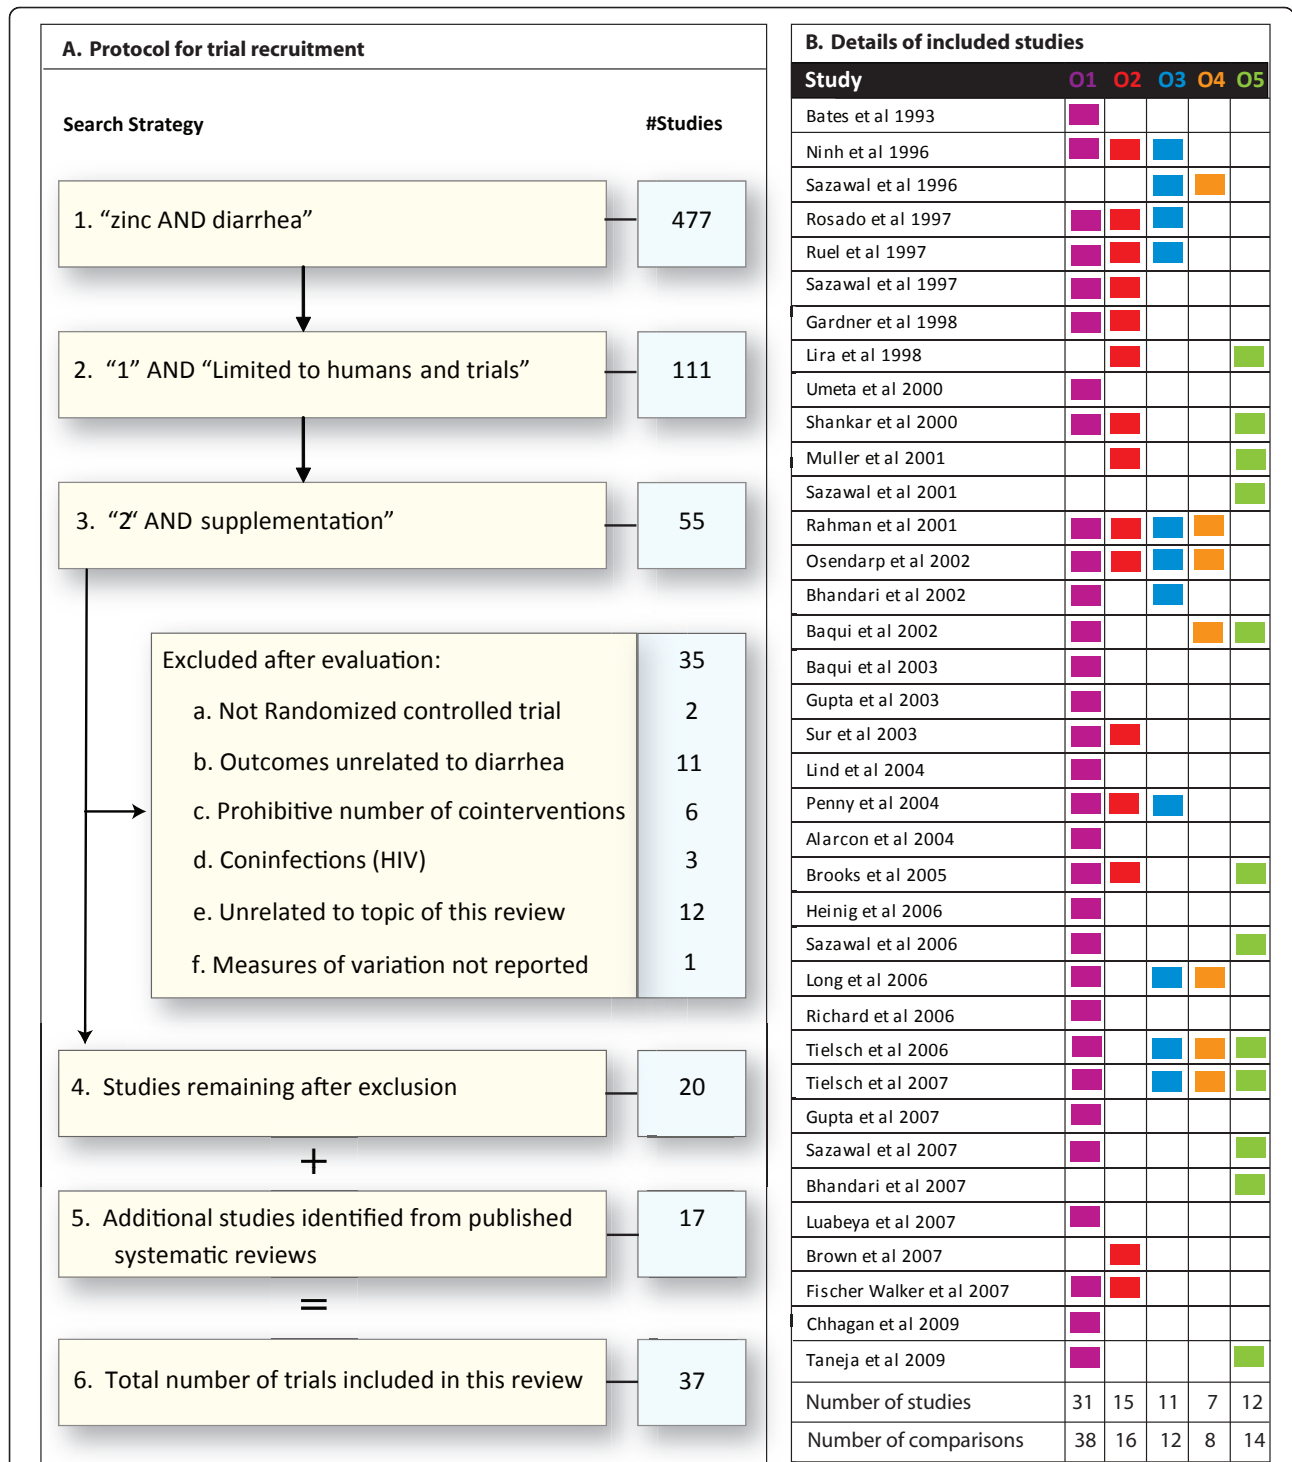 A. Protocol for trial recruitment
Search Strategy #Studies
1. “zinc AND diarrhea” 477
2. “1” AND “Limited to humans and trials” 111
3. “2“ AND supplementation” 55
Excluded after evaluation: 35
a. Not Randomized controlled trial 2
b. Outcomes unrelated to diarrhea 11
c. Prohibitive number of cointerventions 6
d. Coninfections (HIV) 3
e. Unrelated to topic of this review 12
f. Measures of variation not reported 1
4. Studies remaining after exclusion 20
+
5. Additional studies identified from published
systematic reviews 17
=
6. Total number of trials included in this review 37
B. Details of included studies
Study O1 O2 O3 O4 O5
Bates et al 1993
Ninh et al 1996
Sazawal et al 1996
Rosado et al 1997
Ruel et al 1997
Sazawal et al 1997
Gardner et al 1998
Lira et al 1998
Umeta et al 2000
Shankar et al 2000
Muller et al 2001
Sazawal et al 2001
Rahman et al 2001
Osendarp et al 2002
Bhandari et al 2002
Baqui et al 2002
Baqui et al 2003
Gupta et al 2003
Sur et al 2003
Lind et al 2004
Penny et al 2004
Alarcon et al 2004
Brooks et al 2005
Heinig et al 2006
Sazawal et al 2006
Long et al 2006
Richard et al 2006
Tielsch et al 2006
Tielsch et al 2007
Gupta et al 2007
Sazawal et al 2007
Bhandari et al 2007
Luabeya et al 2007
Brown et al 2007
Fischer Walker et al 2007
Chhagan et al 2009
Taneja et al 2009
Number of studies 31 15 11 7 12
Number of comparisons 38 16 12 8 14